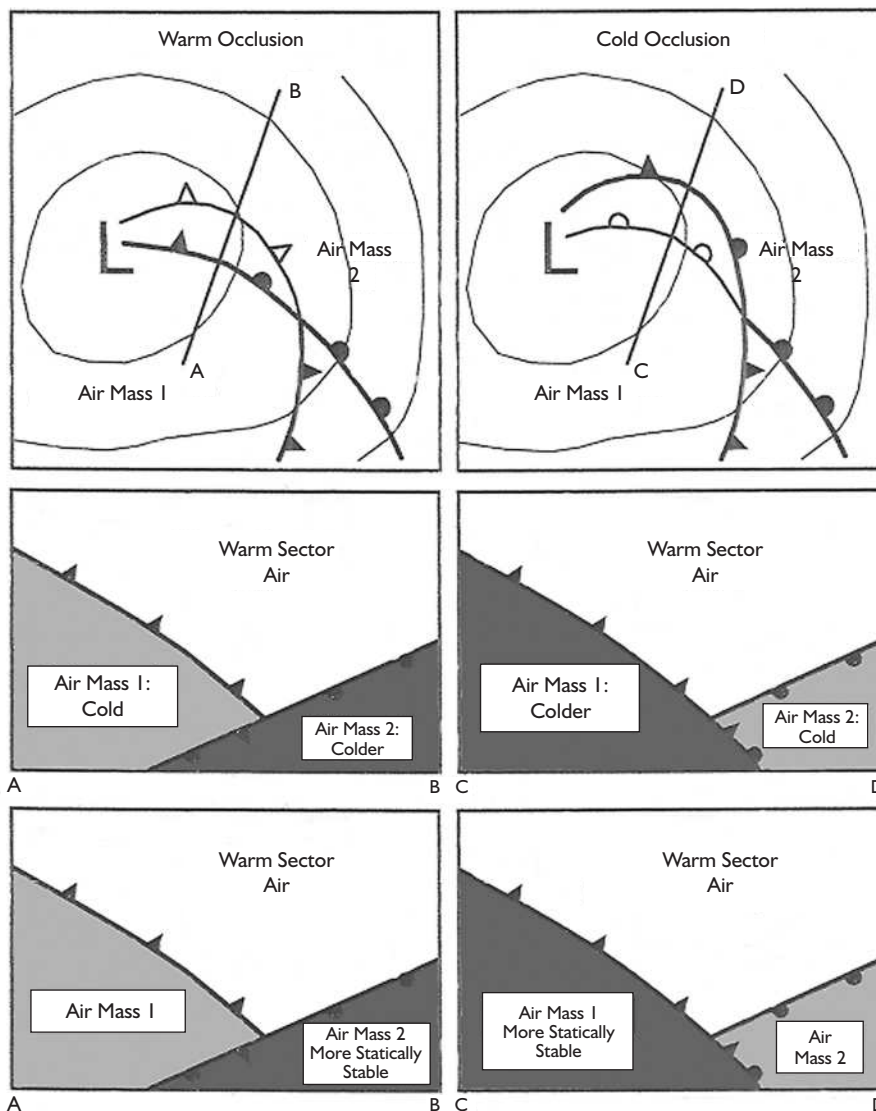 Warm Occlusion
B
L
Air Mass
2
A
Air Mass 1
Cold Occlusion
D
L
Air Mass
2
C
Air Mass 1
Warm Sector
Air
Air Mass 1:
Cold
Air Mass 2:
Colder
A
B
Warm Sector
Air
Air Mass 1:
Colder
Air Mass 2:
Cold
C
D
Warm Sector
Air
Air Mass 1
Air Mass 2
More Statically
Stable
A
B
Warm Sector
Air
Air Mass 1
More Statically
Stable
Air
Mass 2
C
D